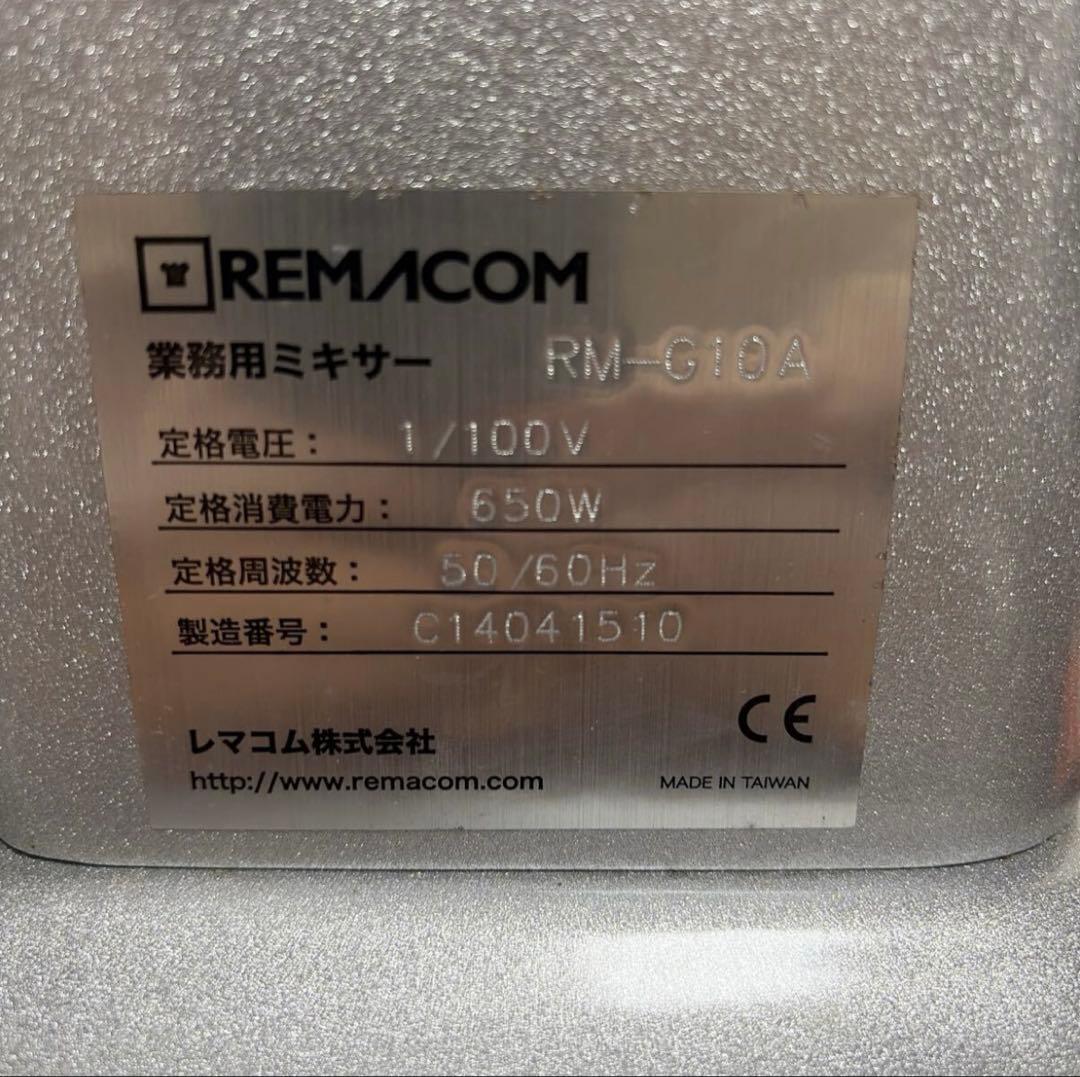 REMACOM
業務用ミキサー RM-G10A
定格電圧： 1/100V
定格消費電力： 650W
定格周波数： 50/60Hz
製造番号： C14041510
レマコム株式会社 CE
http://www.remacom.com MADE IN TAIWAN